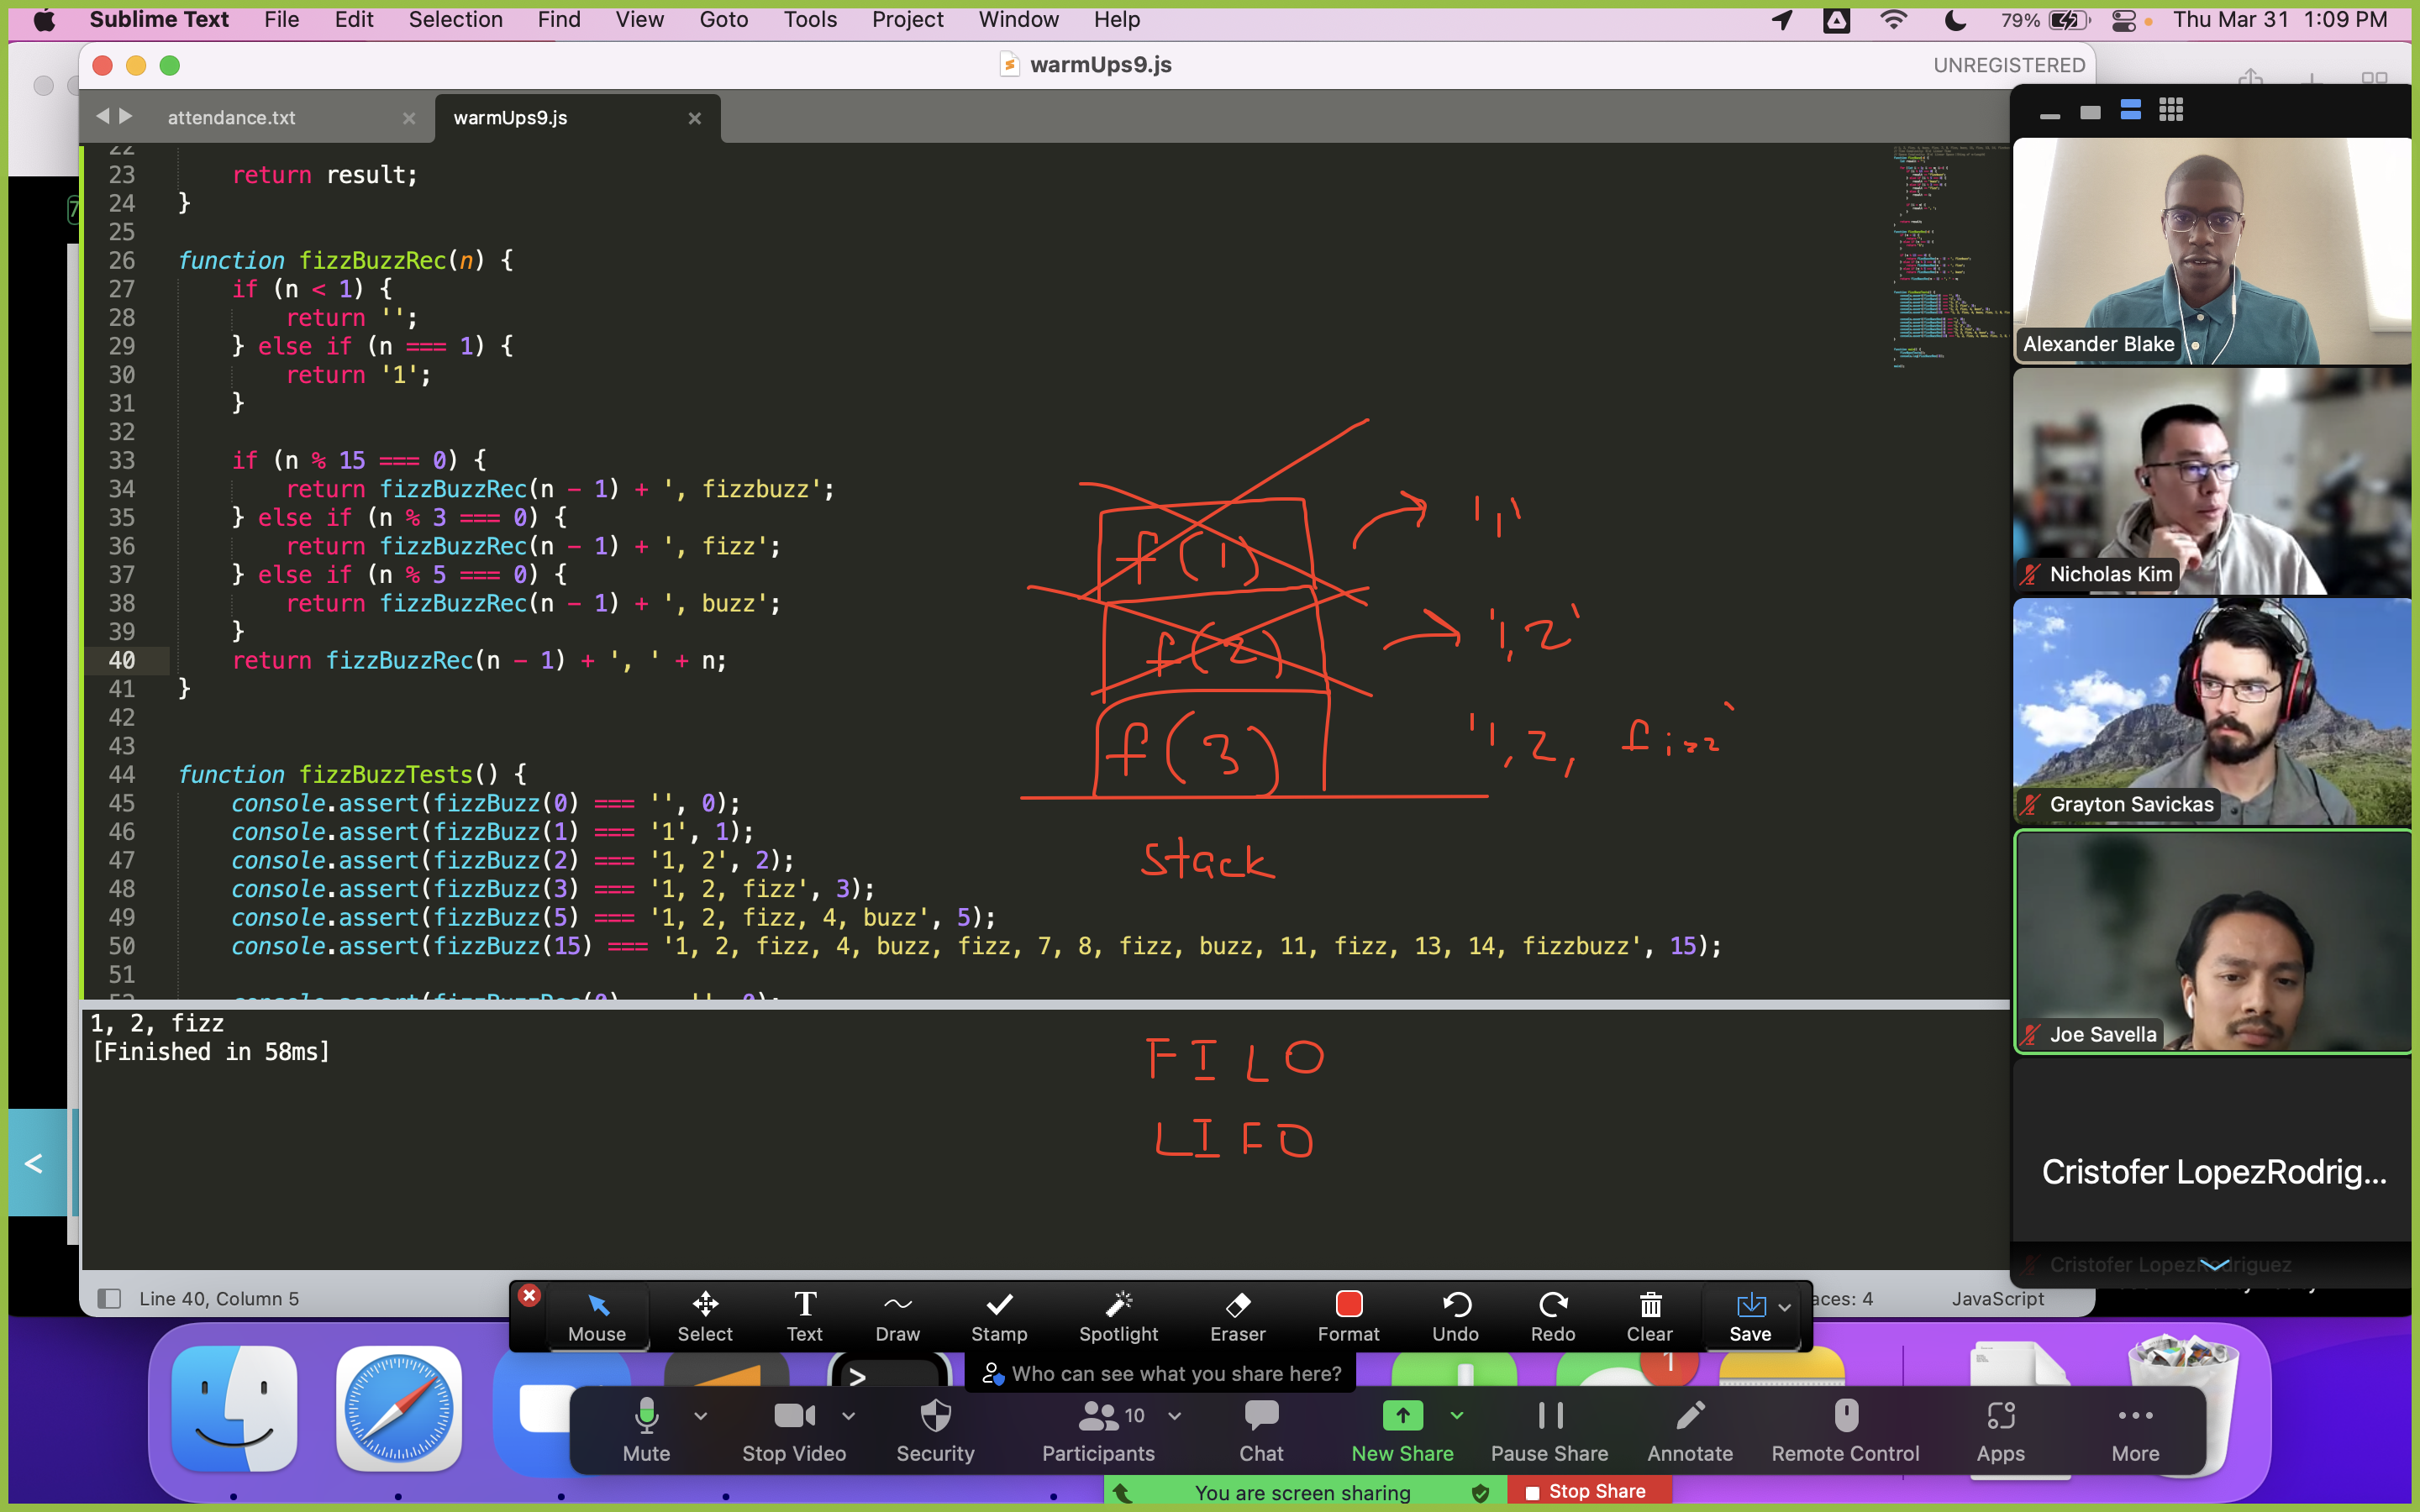 Sublime Text File Edit Selection Find View Goto Tools Project Window Help 79% Thu Mar 31 1:09 PM
warmUps9.js UNREGISTERED
attendance.txt warmUps9.js
22
23 return result;
24 }
25
26 function fizzBuzzRec(n) {
27 if (n < 1) {
28 return '';
29 } else if (n === 1) {
30 return '1';
31 }
32
33 if (n % 15 === 0) {
34 return fizzBuzzRec(n - 1) + ', fizzbuzz';
35 } else if (n % 3 === 0) {
36 return fizzBuzzRec(n - 1) + ', fizz';
37 } else if (n % 5 === 0) {
38 return fizzBuzzRec(n - 1) + ', buzz';
39 }
40 return fizzBuzzRec(n - 1) + ', ' + n;
41 }
42
43
44 function fizzBuzzTests() {
45 console.assert(fizzBuzz(0) === '', 0);
46 console.assert(fizzBuzz(1) === '1', 1);
47 console.assert(fizzBuzz(2) === '1, 2', 2);
48 console.assert(fizzBuzz(3) === '1, 2, fizz', 3);
49 console.assert(fizzBuzz(5) === '1, 2, fizz, 4, buzz', 5);
50 console.assert(fizzBuzz(15) === '1, 2, fizz, 4, buzz, fizz, 7, 8, fizz, buzz, 11, fizz, 13, 14, fizzbuzz', 15);
51
f(1) '1'
f(2) '1,2'
f(3) '1,2, fizz'
Stack
1, 2, fizz
[Finished in 58ms]
FILO
LIFO
Alexander Blake
Nicholas Kim
Grayton Savickas
Joe Savella
Cristofer LopezRodrig...
Cristofer LopezRodriguez
<
Line 40, Column 5 aces: 4 JavaScript
Mouse Select Text Draw Stamp Spotlight Eraser Format Undo Redo Clear Save
Who can see what you share here?
1
10
Mute Stop Video Security Participants Chat New Share Pause Share Annotate Remote Control Apps More
You are screen sharing Stop Share